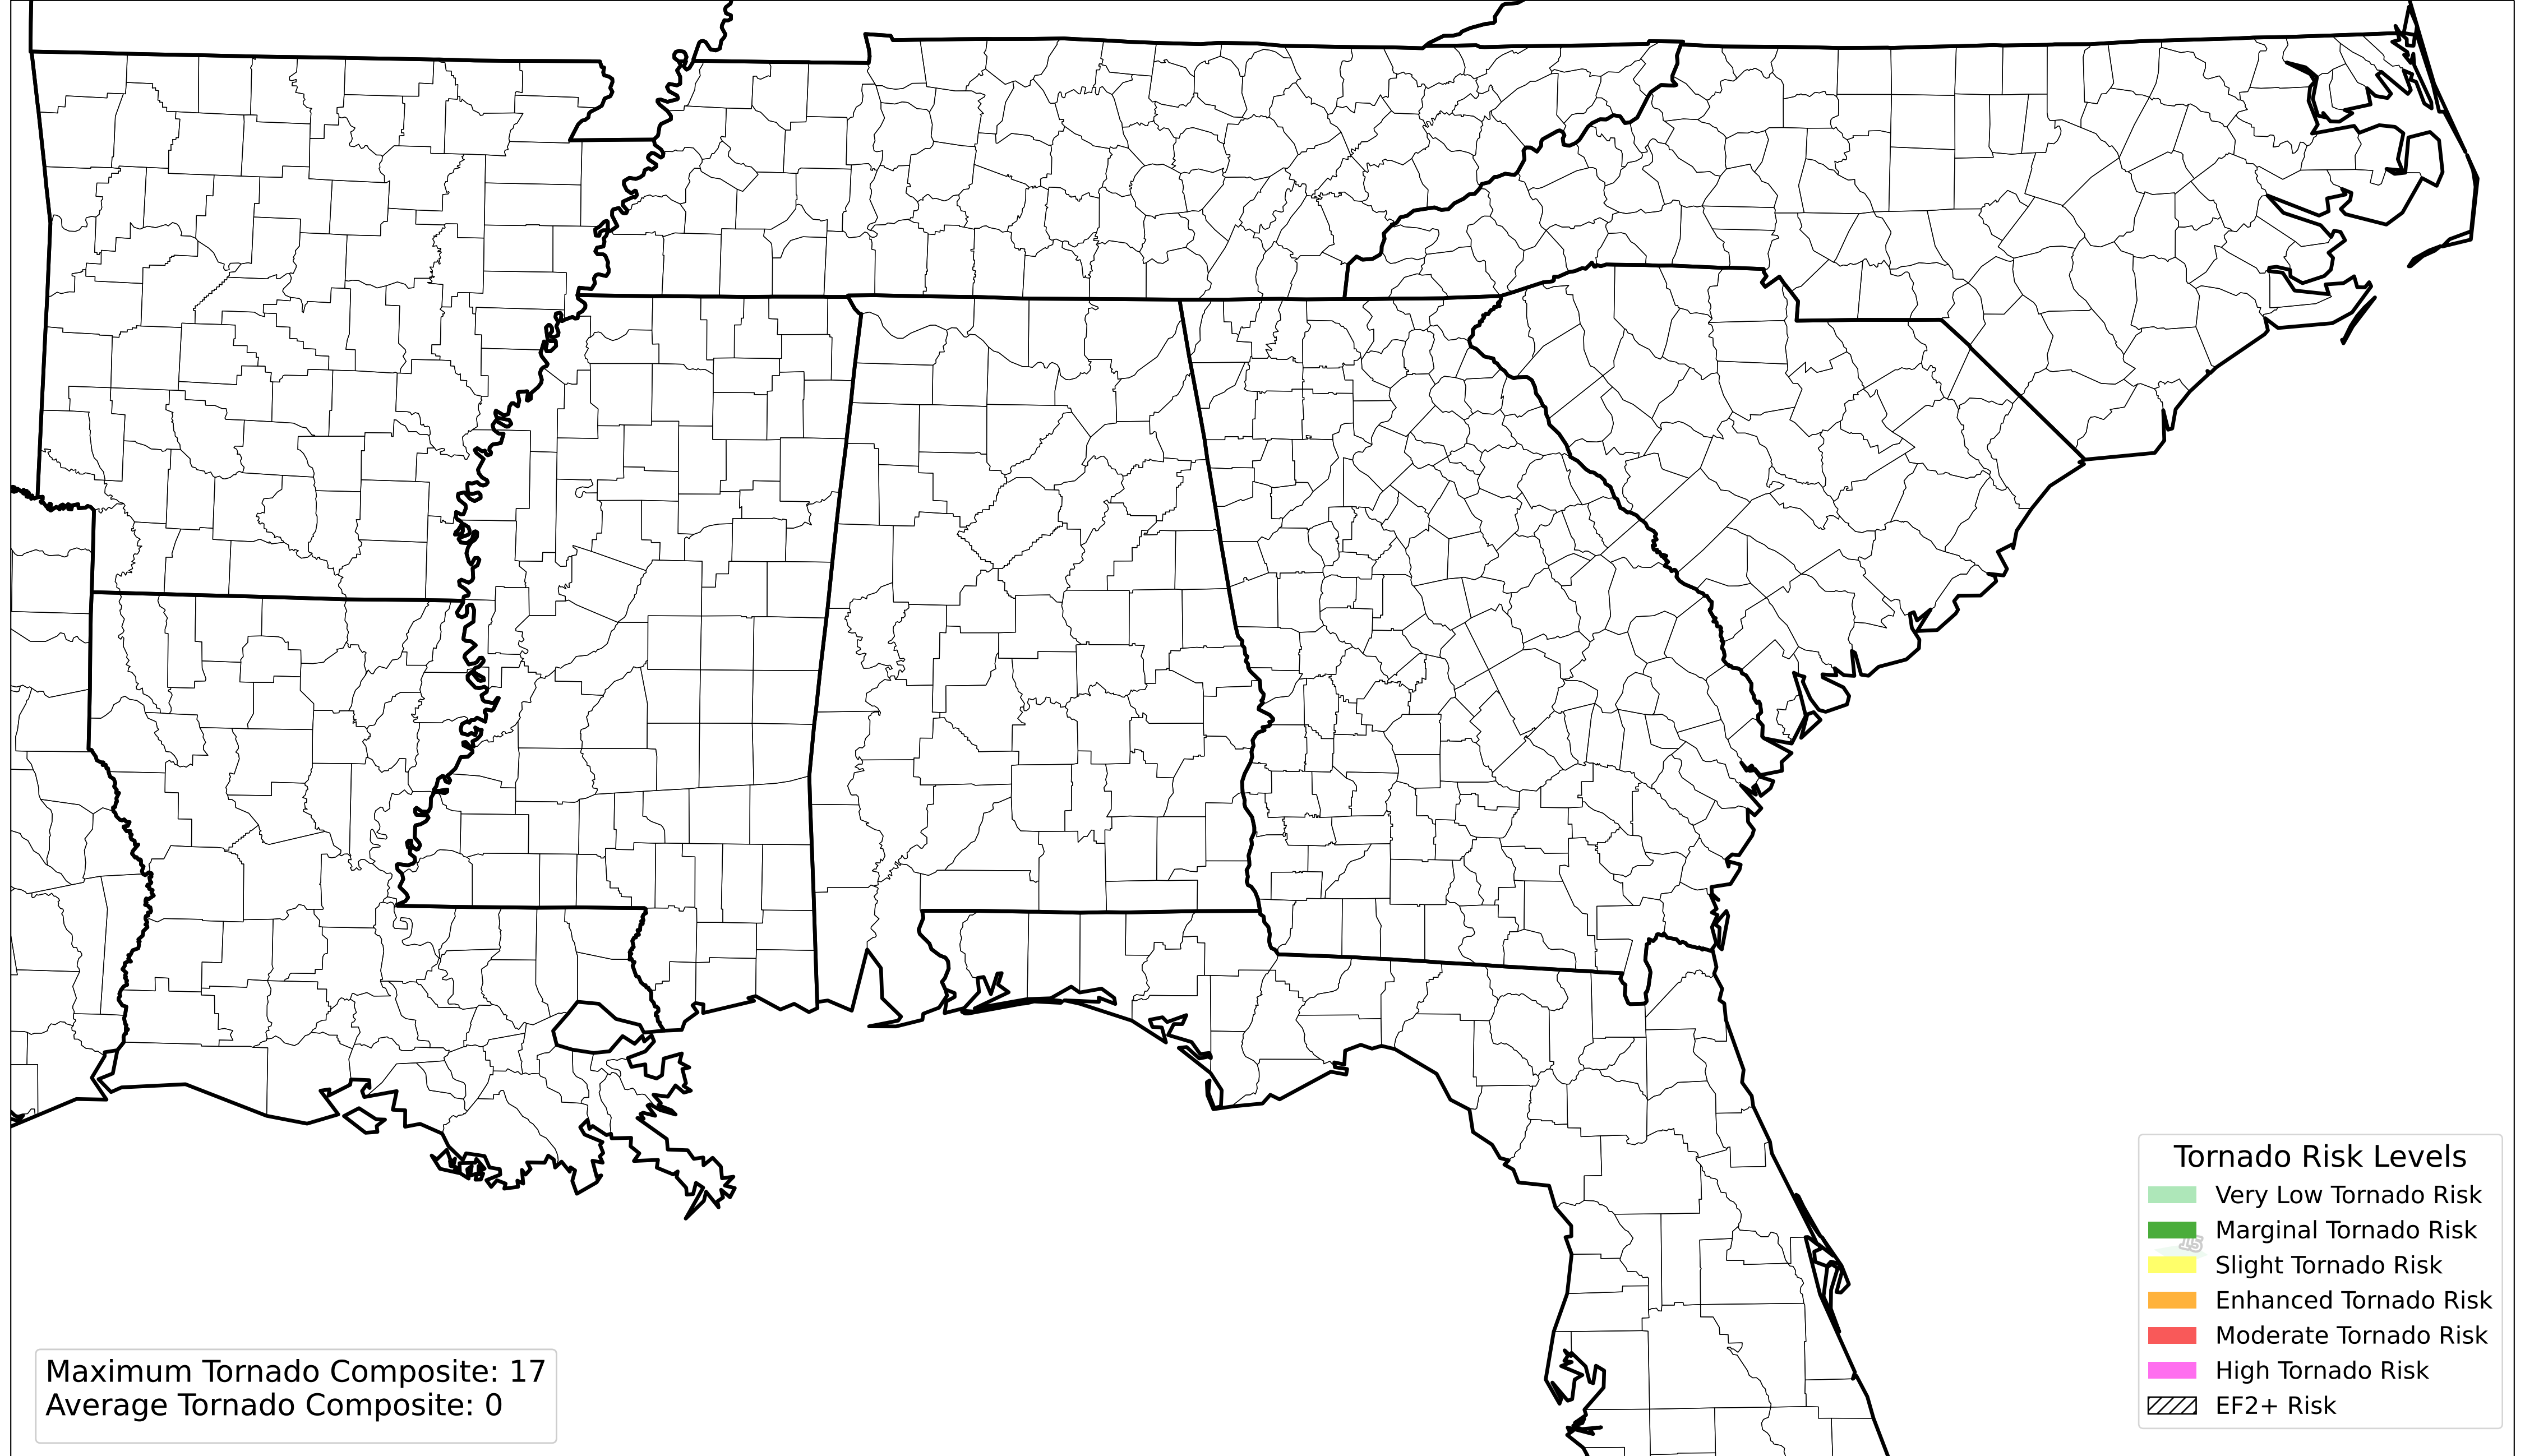 Tornado Risk Levels
Very Low Tornado Risk
Marginal Tornado Risk
15
Slight Tornado Risk
Enhanced Tornado Risk
Moderate Tornado Risk
High Tornado Risk
EF2+ Risk
Maximum Tornado Composite: 17
Average Tornado Composite: 0